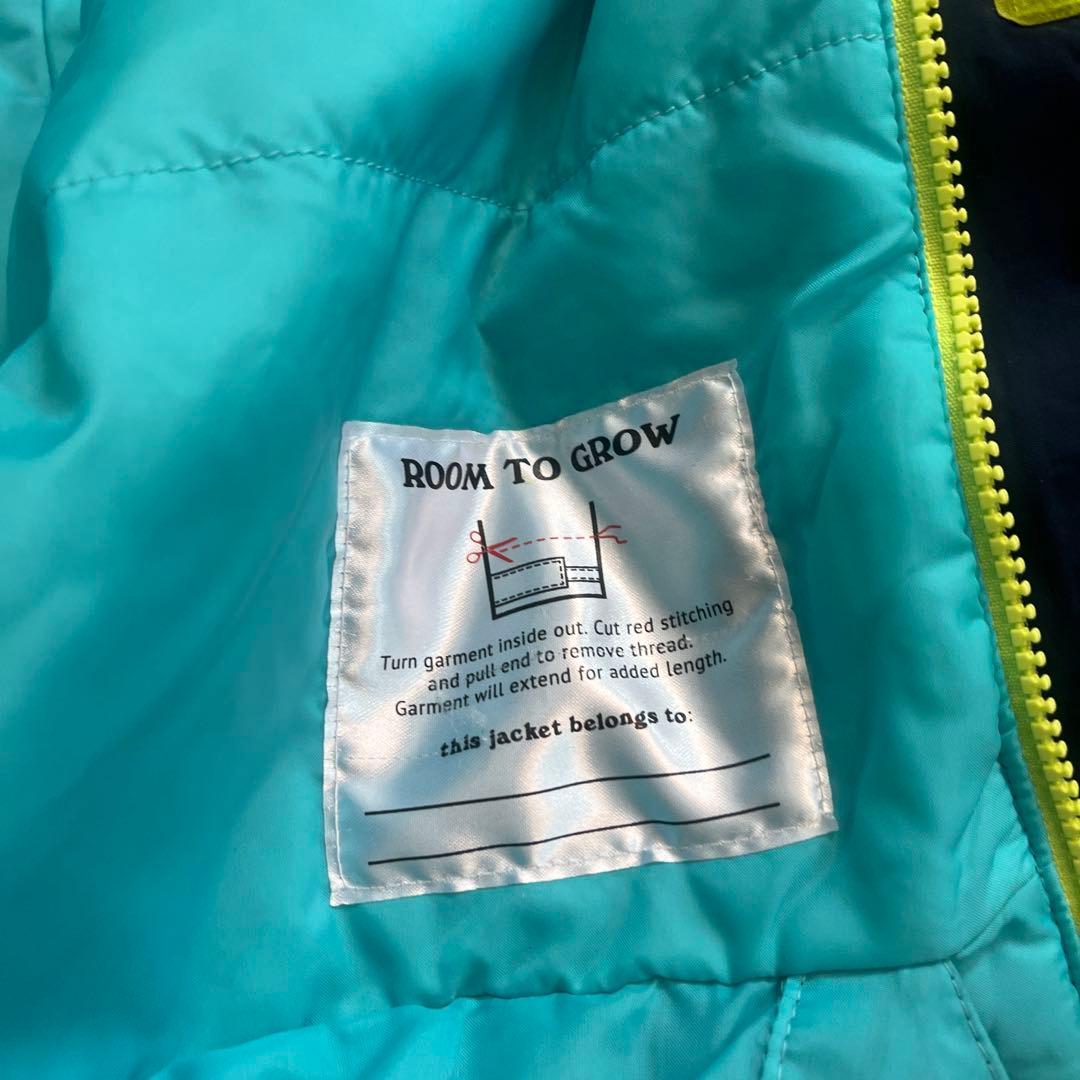 ROOM TO GROW
Turn garment inside out. Cut red stitching
and pull end to remove thread.
Garment will extend for added length.
this jacket belongs to: